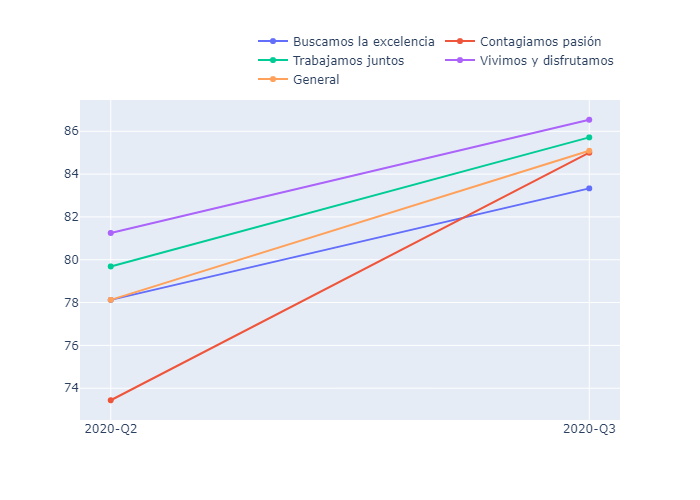 Buscamos la excelencia Contagiamos pasión
Trabajamos juntos Vivimos y disfrutamos
General
86
84
82
80
78
76
74
2020-Q2 2020-Q3